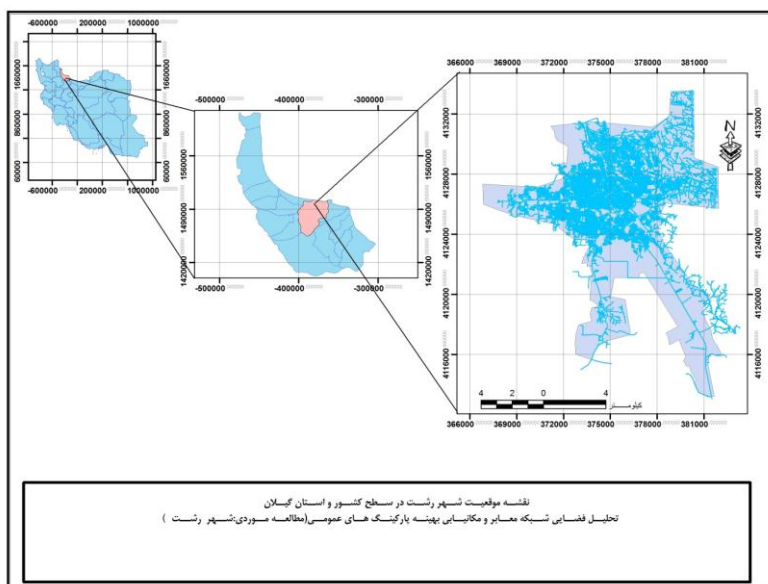 -600000 200000 1000000
60000 860000 1660000
60000 860000 1660000
-600000 200000 1000000
-500000 -400000 -300000
1420000 1490000 1560000
1420000 1490000 1560000
-500000 -400000 -300000
366000 369000 372000 375000 378000 381000
4116000 4120000 4124000 4128000 4132000
4116000 4120000 4124000 4128000 4132000
N
4 2 0 4
کیلومتر
366000 369000 372000 375000 378000 381000
نقشه موقعیت شهر رشت در سطح کشور و استان گیلان
تحلیل فضایی شبکه معابر و مکانیابی بهینه پارکینگ های عمومی(مطالعه موردی:شهر رشت )